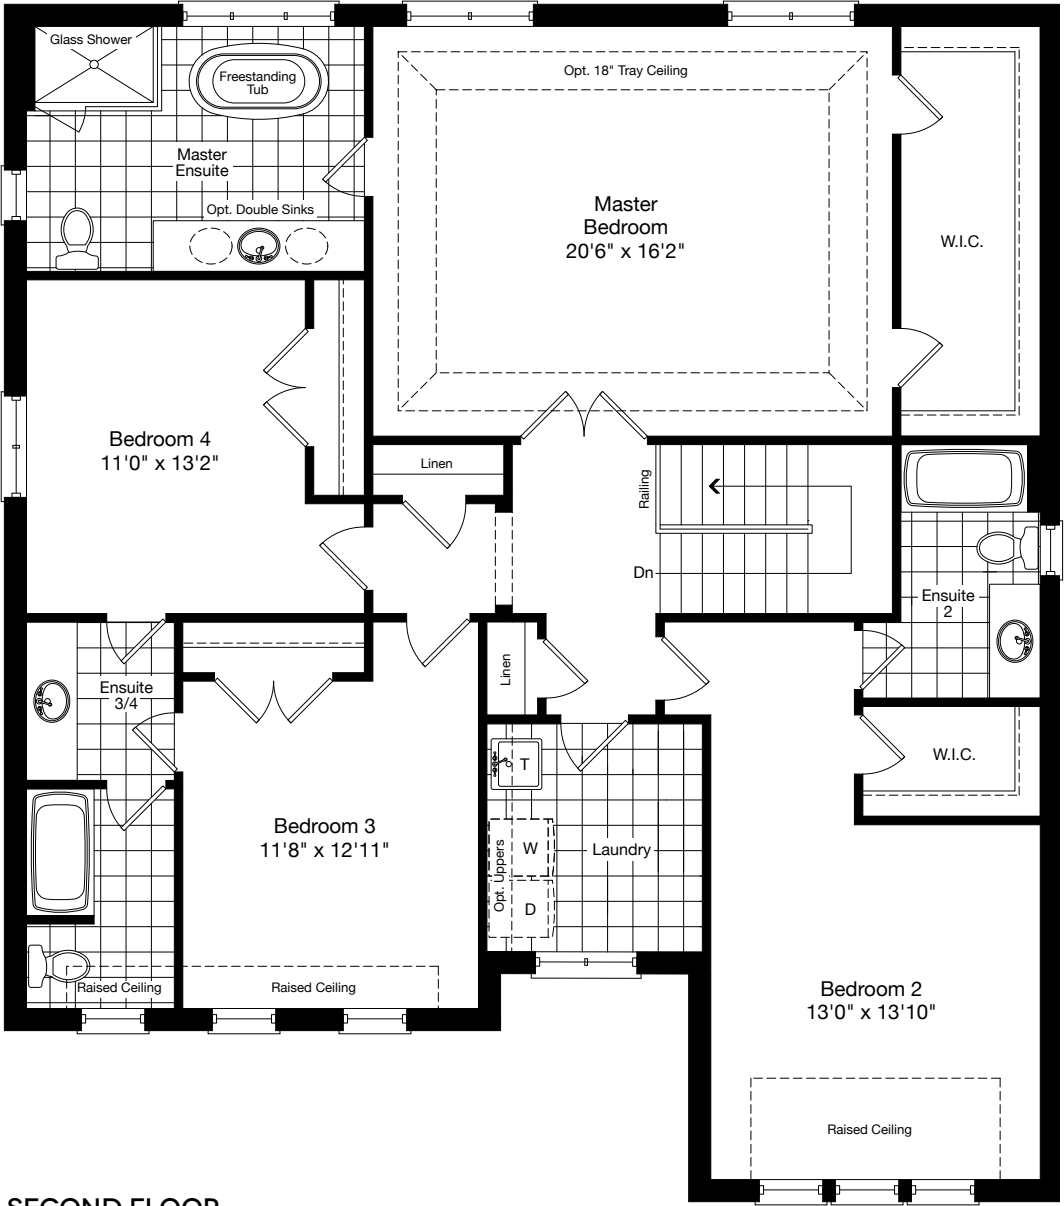 Glass Shower
Freestanding
Tub
Opt. 18" Tray Ceiling
Master
Ensuite
Opt. Double Sinks
Master
Bedroom
20'6" x 16'2"
W.I.C.
Bedroom 4
11'0" x 13'2"
Linen
Railing
Dn
Ensuite
2
Linen
Ensuite
3/4
W.I.C.
T
Bedroom 3
11'8" x 12'11"
Opt. Uppers
W
Laundry
D
Raised Ceiling
Raised Ceiling
Bedroom 2
13'0" x 13'10"
Raised Ceiling
SECOND FLOOR